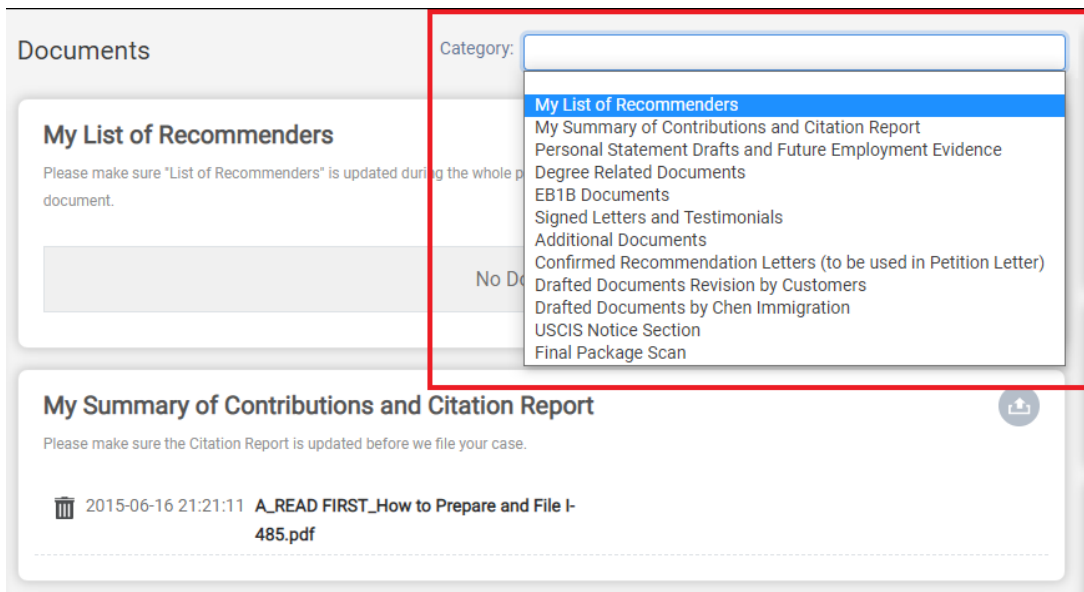 Documents
Category:
My List of Recommenders
My Summary of Contributions and Citation Report
Personal Statement Drafts and Future Employment Evidence
Degree Related Documents
EB1B Documents
Signed Letters and Testimonials
Additional Documents
Confirmed Recommendation Letters (to be used in Petition Letter)
Drafted Documents Revision by Customers
Drafted Documents by Chen Immigration
USCIS Notice Section
Final Package Scan
My List of Recommenders
Please make sure "List of Recommenders" is updated during the whole p
document.
No Do
My Summary of Contributions and Citation Report
Please make sure the Citation Report is updated before we file your case.
2015-06-16 21:21:11 A_READ FIRST_How to Prepare and File I-
485.pdf